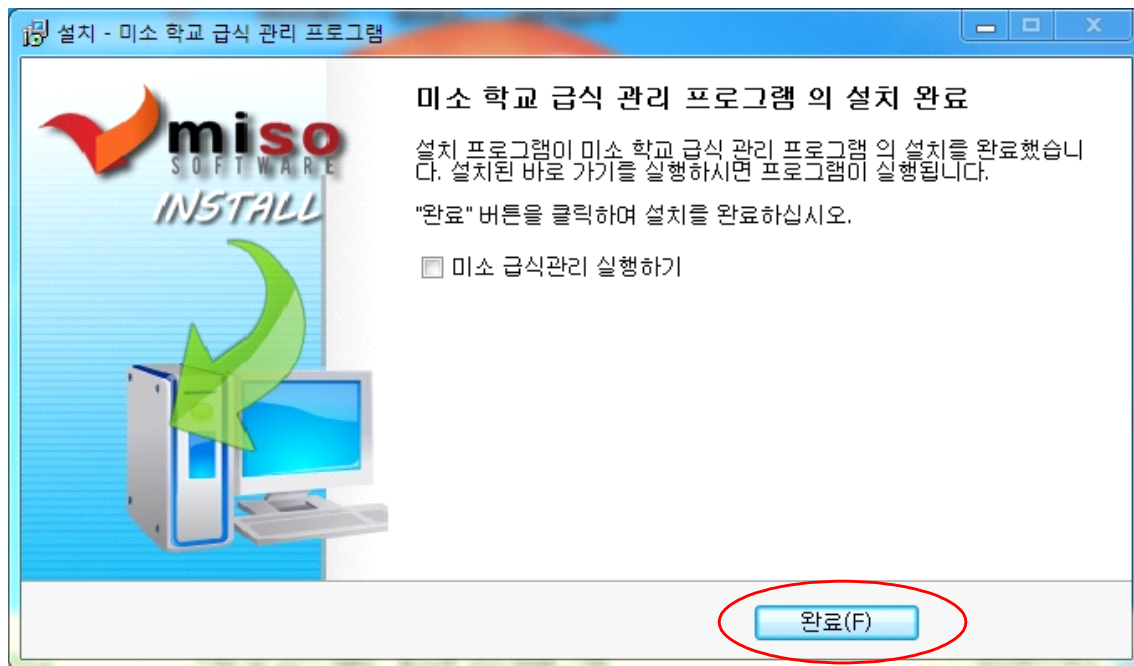 설치 - 미소 학교 급식 관리 프로그램
miso
SOFTWARE
INSTALL
미소 학교 급식 관리 프로그램 의 설치 완료
설치 프로그램이 미소 학교 급식 관리 프로그램 의 설치를 완료했습니
다. 설치된 바로 가기를 실행하시면 프로그램이 실행됩니다.
"완료" 버튼을 클릭하여 설치를 완료하십시오.
미소 급식관리 실행하기
완료(F)